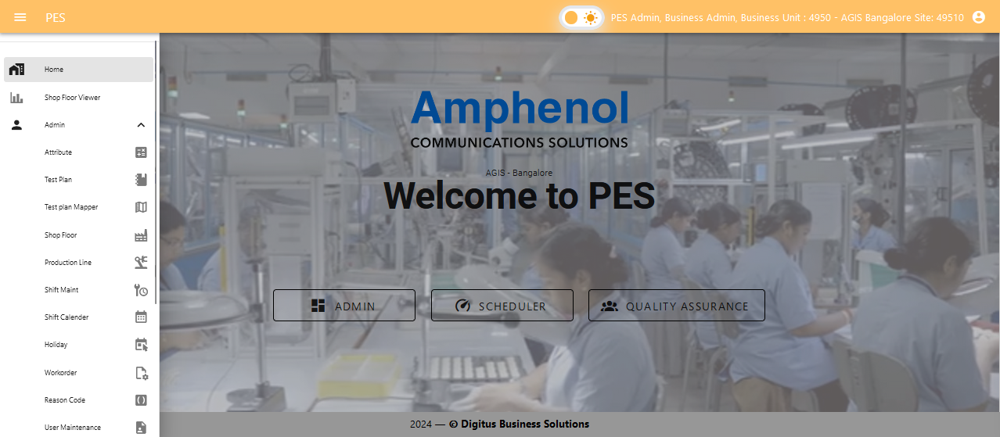 PES
PES Admin, Business Admin, Business Unit : 4950 - AGIS Bangalore Site: 49510
Home
Shop Floor Viewer
Admin
Attribute
Test Plan
Test plan Mapper
Shop Floor
Production Line
Shift Maint
Shift Calender
Holiday
Workorder
Reason Code
User Maintenance
Amphenol
COMMUNICATIONS SOLUTIONS
AGIS - Bangalore
Welcome to PES
ADMIN
SCHEDULER
QUALITY ASSURANCE
2024 — © Digitus Business Solutions